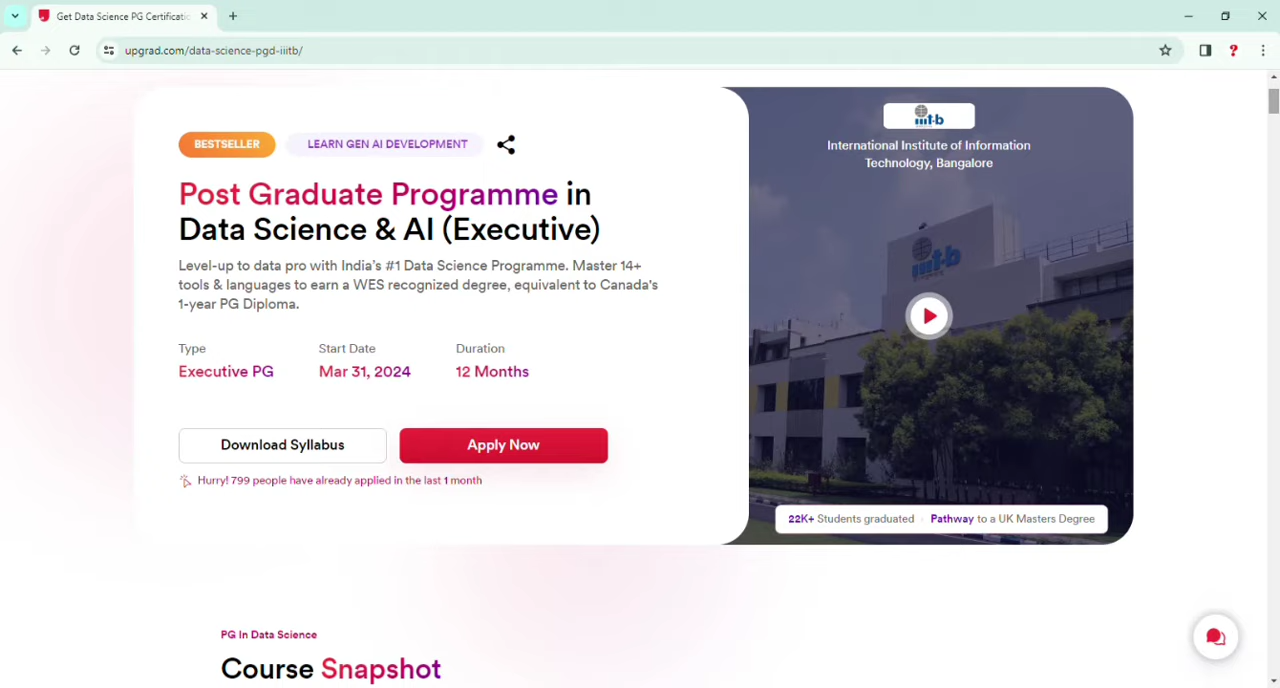 Get Data Science PG Certificatio
upgrad.com/data-science-pgd-iiitb/
BESTSELLER
LEARN GEN AI DEVELOPMENT
Post Graduate Programme in
Data Science & AI (Executive)
Level-up to data pro with India's #1 Data Science Programme. Master 14+
tools & languages to earn a WES recognized degree, equivalent to Canada's
1-year PG Diploma.
Type
Start Date
Duration
Executive PG
Mar 31, 2024
12 Months
Download Syllabus
Apply Now
Hurry! 799 people have already applied in the last 1 month
iiit-b
International Institute of Information
Technology, Bangalore
iiit-b
22K+ Students graduated
Pathway to a UK Masters Degree
PG In Data Science
Course Snapshot